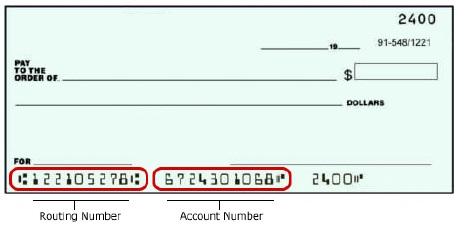 2400
19 91-548/1221
PAY
TO THE
ORDER OF $
DOLLARS
FOR
⑆122105278⑆ 6724301068⑈ 2400⑈
Routing Number Account Number